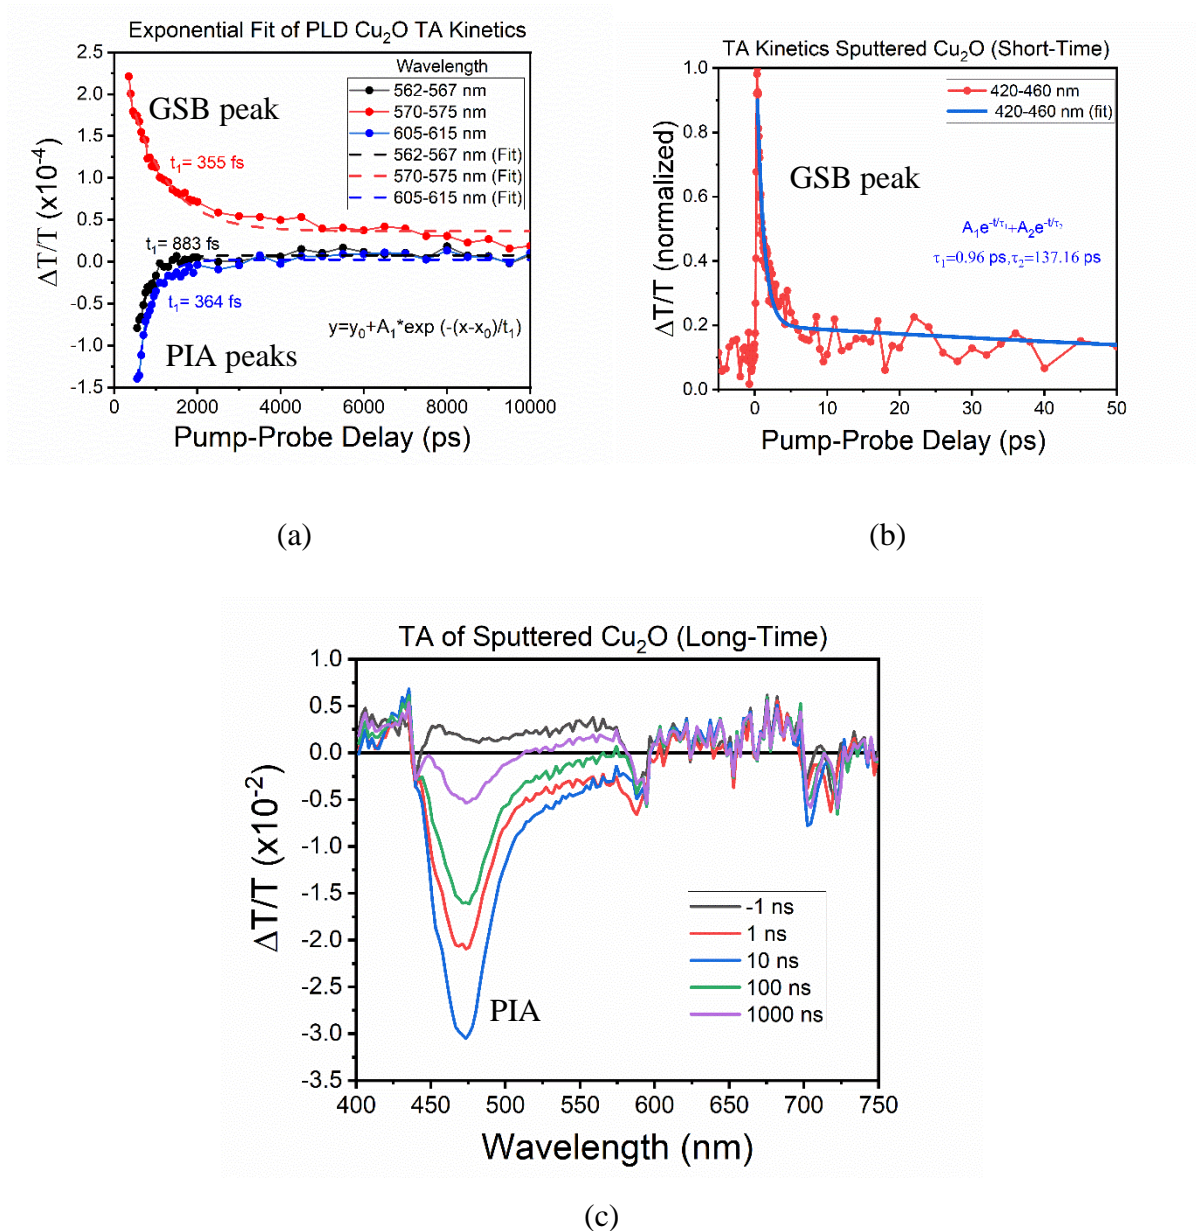 Exponential Fit of PLD Cu₂O TA Kinetics
2.5
2.0
1.5
1.0
0.5
0.0
-0.5
-1.0
-1.5
ΔT/T (x10⁻⁴)
GSB peak
Wavelength
562-567 nm
570-575 nm
605-615 nm
562-567 nm (Fit)
570-575 nm (Fit)
605-615 nm (Fit)
t₁= 355 fs
t₁= 883 fs
t₁= 364 fs
y=y₀+A₁*exp (-(x-x₀)/t₁)
PIA peaks
0 2000 4000 6000 8000 10000
Pump-Probe Delay (ps)
(a)
TA Kinetics Sputtered Cu₂O (Short-Time)
1.0
0.8
0.6
0.4
0.2
0.0
ΔT/T (normalized)
420-460 nm
420-460 nm (fit)
GSB peak
A₁e^-t/τ₁+A₂e^-t/τ₂
τ₁=0.96 ps,τ₂=137.16 ps
0 10 20 30 40 50
Pump-Probe Delay (ps)
(b)
TA of Sputtered Cu₂O (Long-Time)
1.0
0.5
0.0
-0.5
-1.0
-1.5
-2.0
-2.5
-3.0
-3.5
ΔT/T (x10⁻²)
-1 ns
1 ns
10 ns
100 ns
1000 ns
PIA
400 450 500 550 600 650 700 750
Wavelength (nm)
(c)